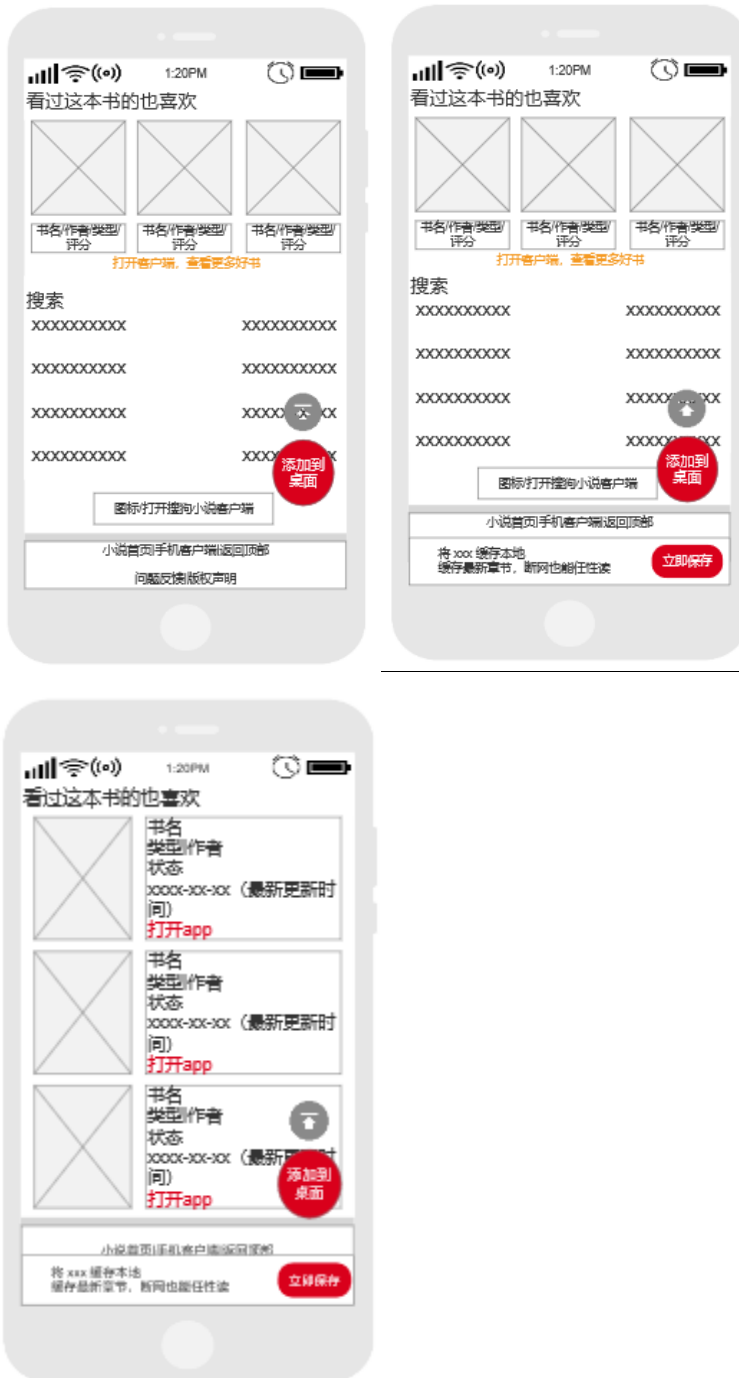 1:20PM
看过这本书的也喜欢
书名/作者/类型/
评分
书名/作者/类型/
评分
书名/作者/类型/
评分
打开客户端，查看更多好书
搜索
XXXXXXXXXX XXXXXXXXXX
XXXXXXXXXX XXXXXXXXXX
XXXXXXXXXX XXXXX XX
XXXXXXXXXX XXXX
添加到
桌面
图标/打开搜狗小说客户端
小说首页|手机客户端|返回顶部
问题反馈|版权声明
1:20PM
看过这本书的也喜欢
书名/作者/类型/
评分
书名/作者/类型/
评分
书名/作者/类型/
评分
打开客户端，查看更多好书
搜索
XXXXXXXXXX XXXXXXXXXX
XXXXXXXXXX XXXXXXXXXX
XXXXXXXXXX XXXXX XX
XXXXXXXXXX XXXXX XX
添加到
桌面
图标/打开搜狗小说客户端
小说首页|手机客户端|返回顶部
将 xxx 缓存本地
缓存最新章节，断网也能任性读
立即保存
1:20PM
看过这本书的也喜欢
书名
类型|作者
状态
xxxx-xx-xx（最新更新时
间）
打开app
书名
类型|作者
状态
xxxx-xx-xx（最新更新时
间）
打开app
书名
类型|作者
状态
xxxx-xx-xx（最新更新时
间）
打开app
添加到
桌面
小说首页|手机客户端|返回顶部
将 xxx 缓存本地
缓存最新章节，断网也能任性读
立即保存